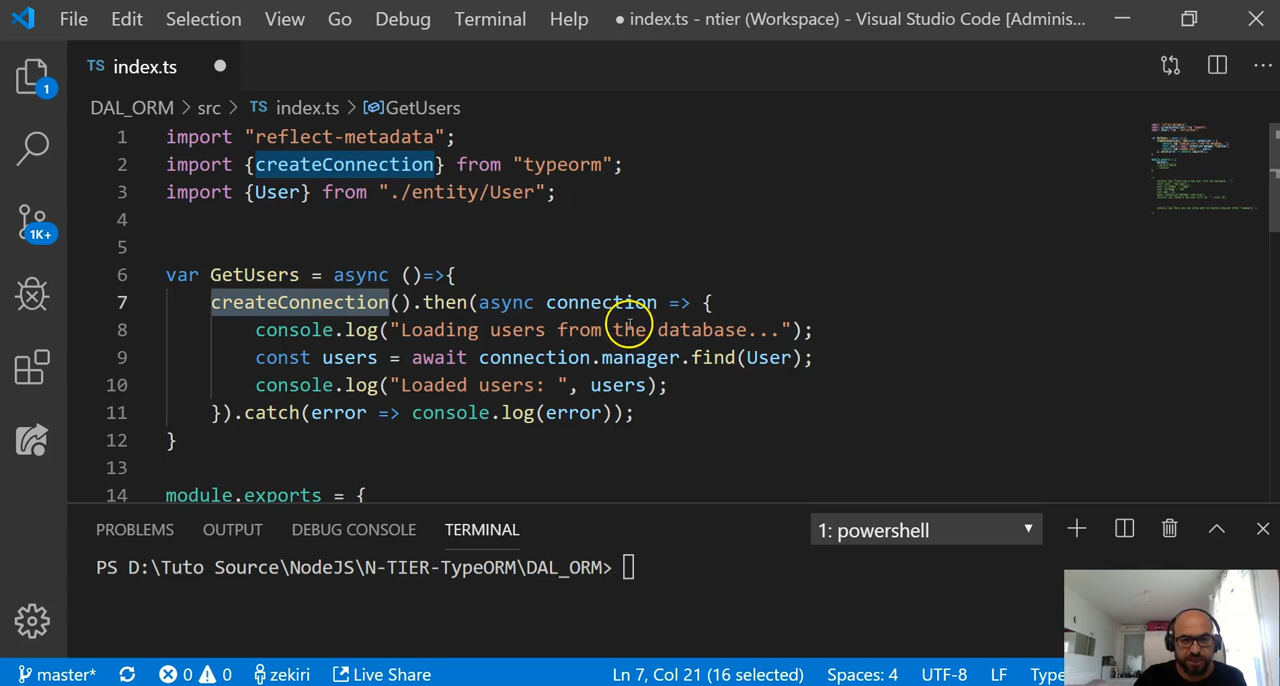 File Edit Selection View Go Debug Terminal Help ● index.ts - ntier (Workspace) - Visual Studio Code [Adminis...
TS index.ts ●
1
DAL_ORM > src > TS index.ts > GetUsers
1 import "reflect-metadata";
2 import {createConnection} from "typeorm";
3 import {User} from "./entity/User";
4
5
6 var GetUsers = async ()=>{
7 createConnection().then(async connection => {
8 console.log("Loading users from the database...");
9 const users = await connection.manager.find(User);
10 console.log("Loaded users: ", users);
11 }).catch(error => console.log(error));
12 }
13
14 module.exports = {
1K+
PROBLEMS OUTPUT DEBUG CONSOLE TERMINAL 1: powershell
PS D:\Tuto Source\NodeJS\N-TIER-TypeORM\DAL_ORM>
master* 0 0 zekiri Live Share Ln 7, Col 21 (16 selected) Spaces: 4 UTF-8 LF Type